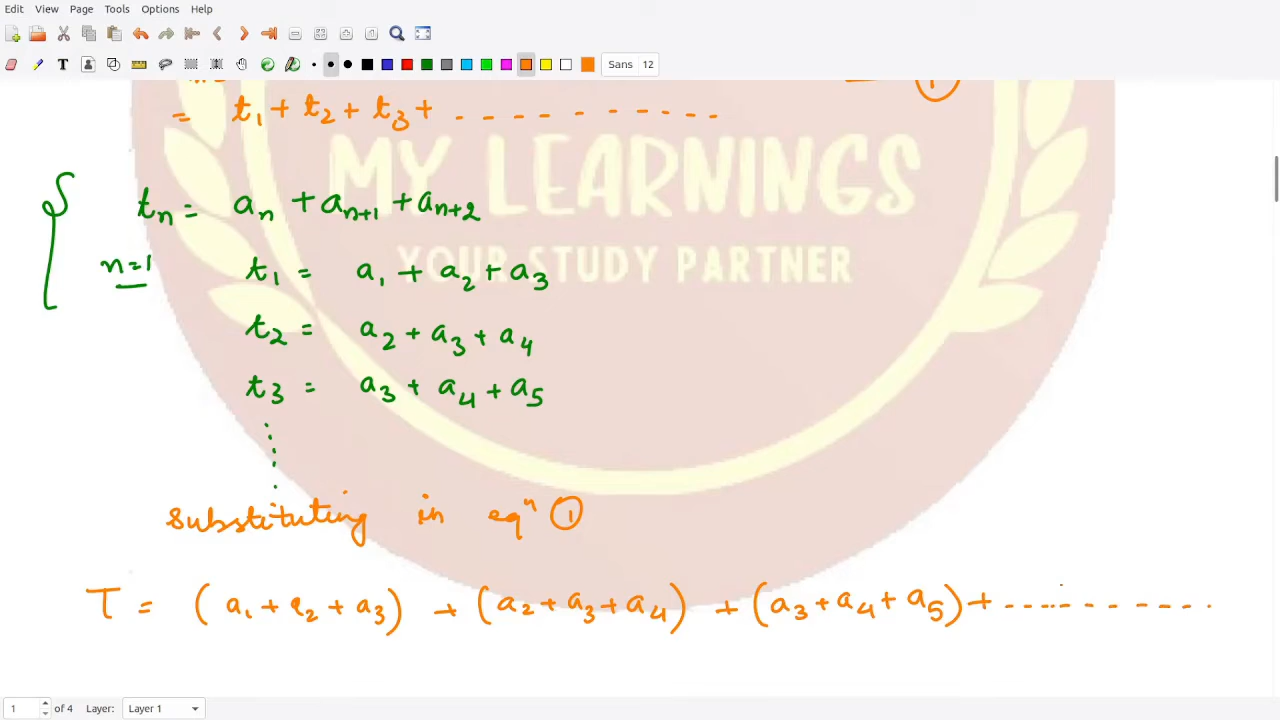 Edit View Page Tools Options Help
Sans 12
= t1 + t2 + t3 + . - - - - - - - - -
MY LEARNINGS
YOUR STUDY PARTNER
tn = an + an+1 + an+2
n=1
t1 = a1 + a2 + a3
t2 = a2 + a3 + a4
t3 = a3 + a4 + a5
substituting in eqn ①
T = (a1 + a2 + a3) + (a2 + a3 + a4) + (a3 + a4 + a5) + ............
1 of 4 Layer: Layer 1